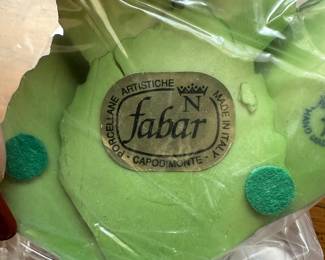 PORCELLANE ARTISTICHE
N
fabar
MADE IN ITALY
- CAPODIMONTE -